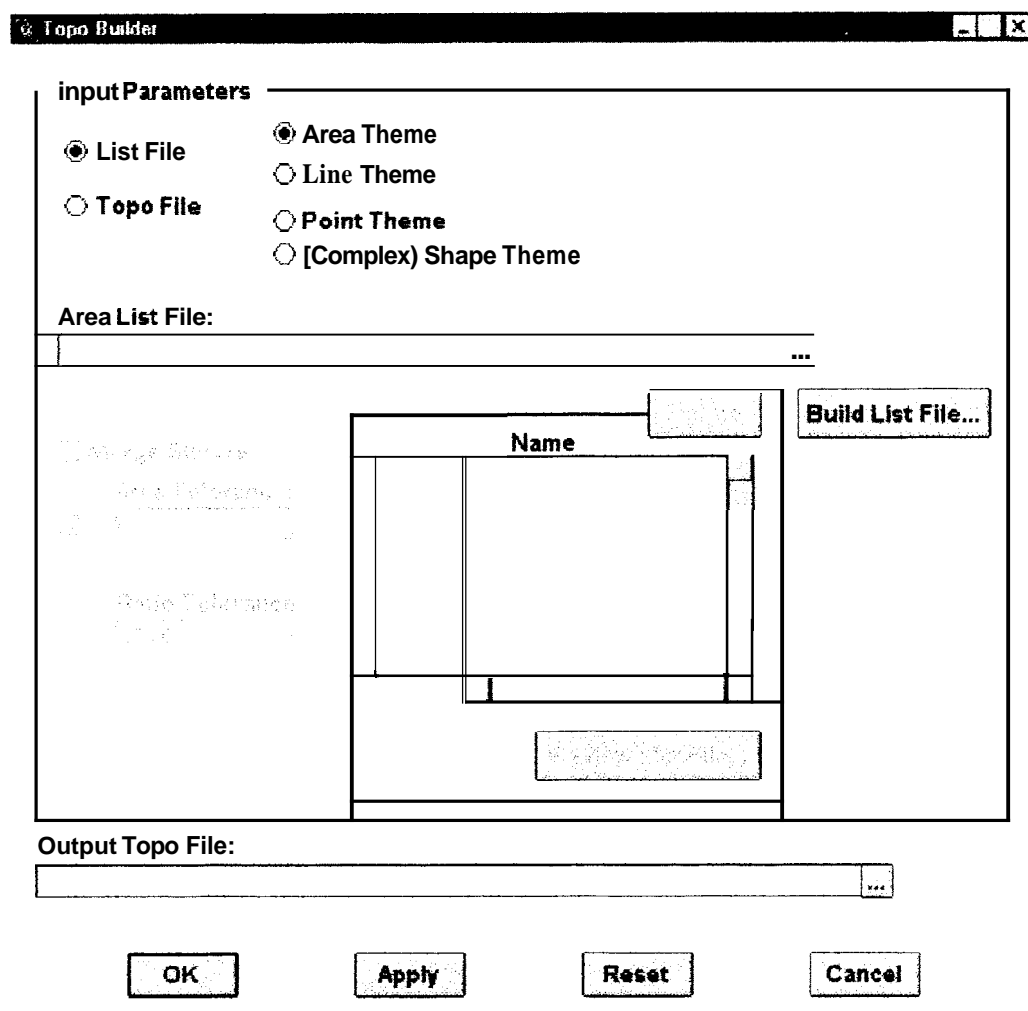 Topo Builder
input Parameters
List File
Topo File
Area Theme
Line Theme
Point Theme
[Complex) Shape Theme
Area List File:
...
Build List File...
Name
Output Topo File:
...
OK
Apply
Reset
Cancel